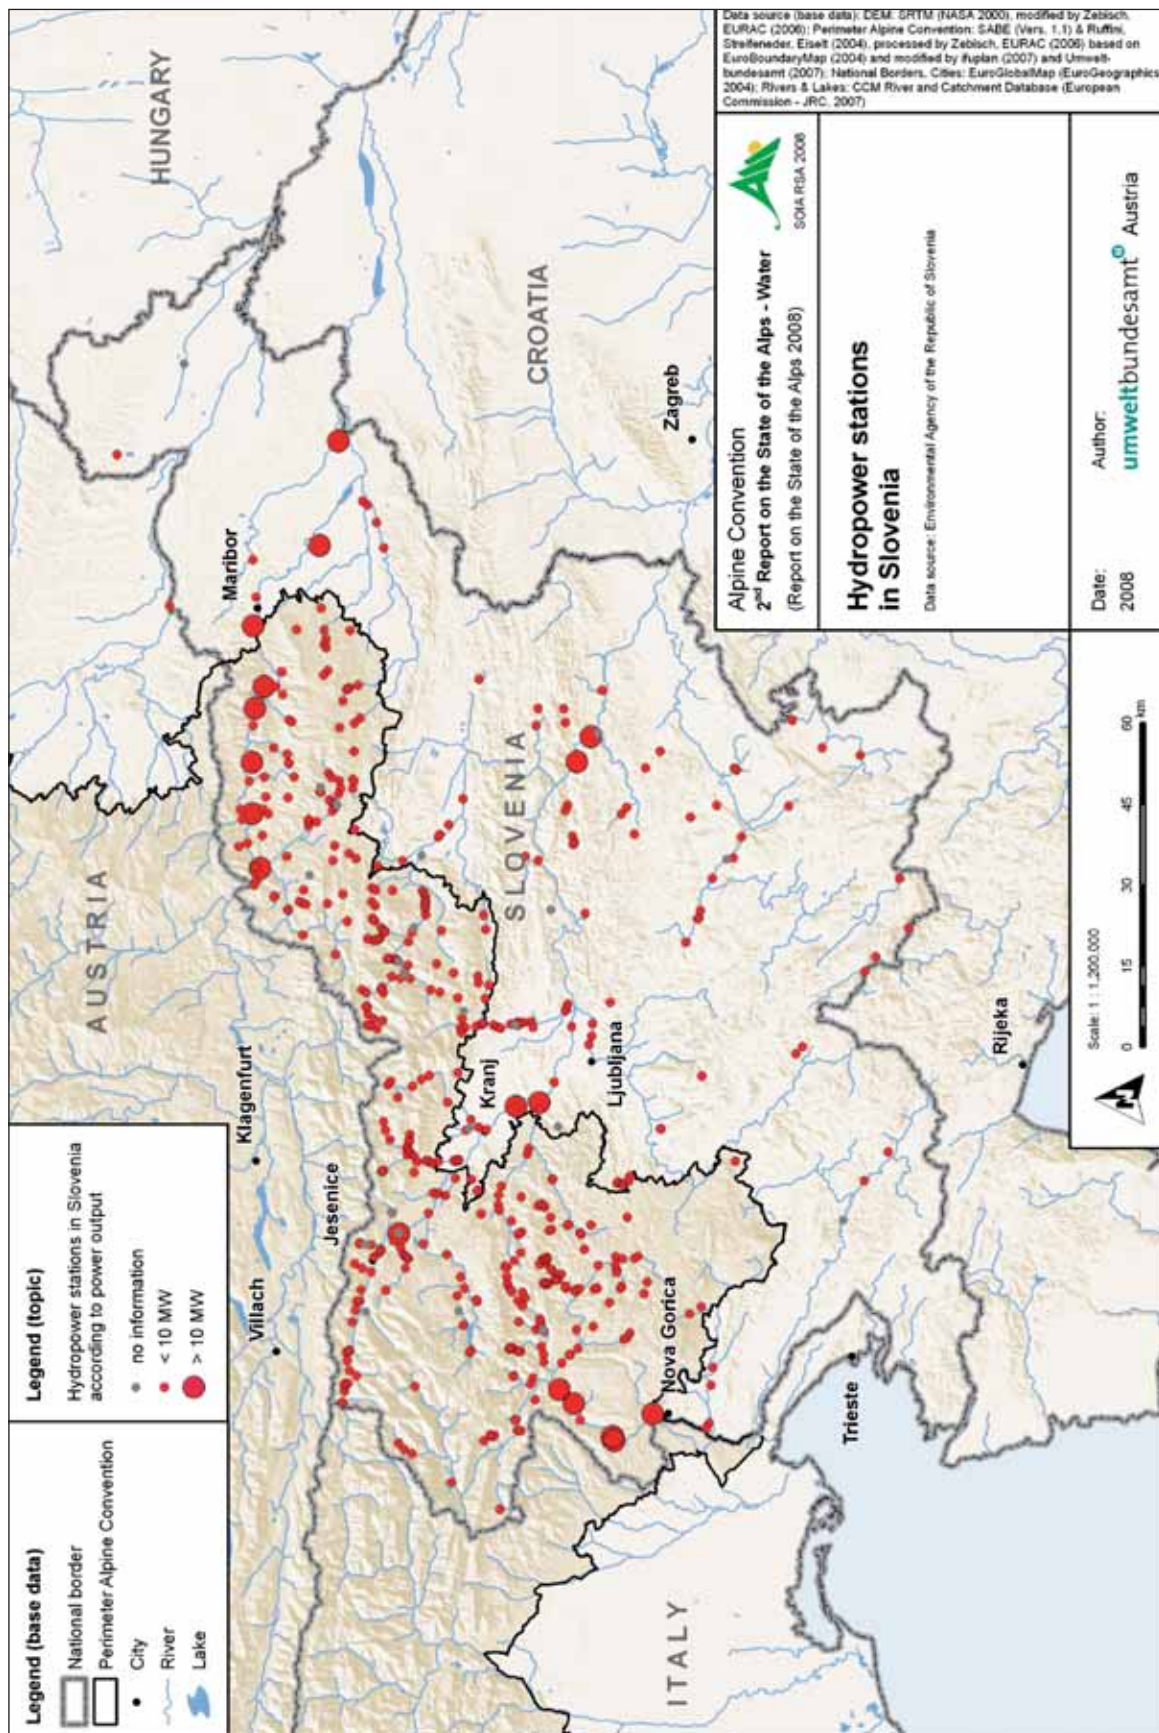 Legend (base data)
National border
Perimeter Alpine Convention
City
River
Lake
Legend (topic)
Hydropower stations in Slovenia
according to power output
no information
< 10 MW
> 10 MW
AUSTRIA
HUNGARY
SLOVENIA
CROATIA
ITALY
Villach
Klagenfurt
Jesenice
Maribor
Kranj
Ljubljana
Nova Gorica
Zagreb
Trieste
Rijeka
N
Scale: 1 : 1,200,000
0 15 30 45 60
km
Alpine Convention
2nd Report on the State of the Alps - Water
(Report on the State of the Alps 2008)
SOIA RSA 2008
Hydropower stations
in Slovenia
Data source: Environmental Agency of the Republic of Slovenia
Date:
2008
Author:
umweltbundesamt U Austria
Data source (base data): DEM: SRTM (NASA 2000), modified by Zebisch,
EURAC (2006); Perimeter Alpine Convention: SABE (Vers. 1.1) & Ruffini,
Streifeneder, Eiselt (2004), processed by Zebisch, EURAC (2006) based on
EuroBoundaryMap (2004) and modified by ifuplan (2007) and Umwelt-
bundesamt (2007); National Borders, Cities: EuroGlobalMap (EuroGeographics
2004); Rivers & Lakes: CCM River and Catchment Database (European
Commission - JRC, 2007)